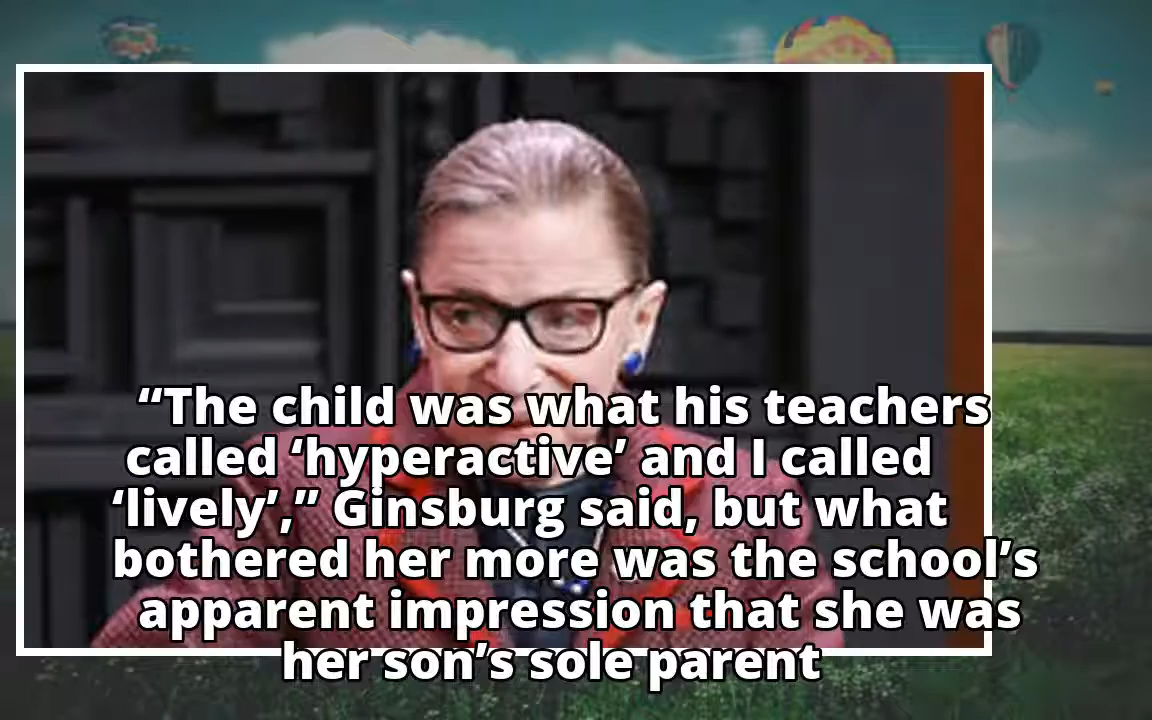 “The child was what his teachers
called ‘hyperactive’ and I called
‘lively’,” Ginsburg said, but what
bothered her more was the school’s
apparent impression that she was
her son’s sole parent